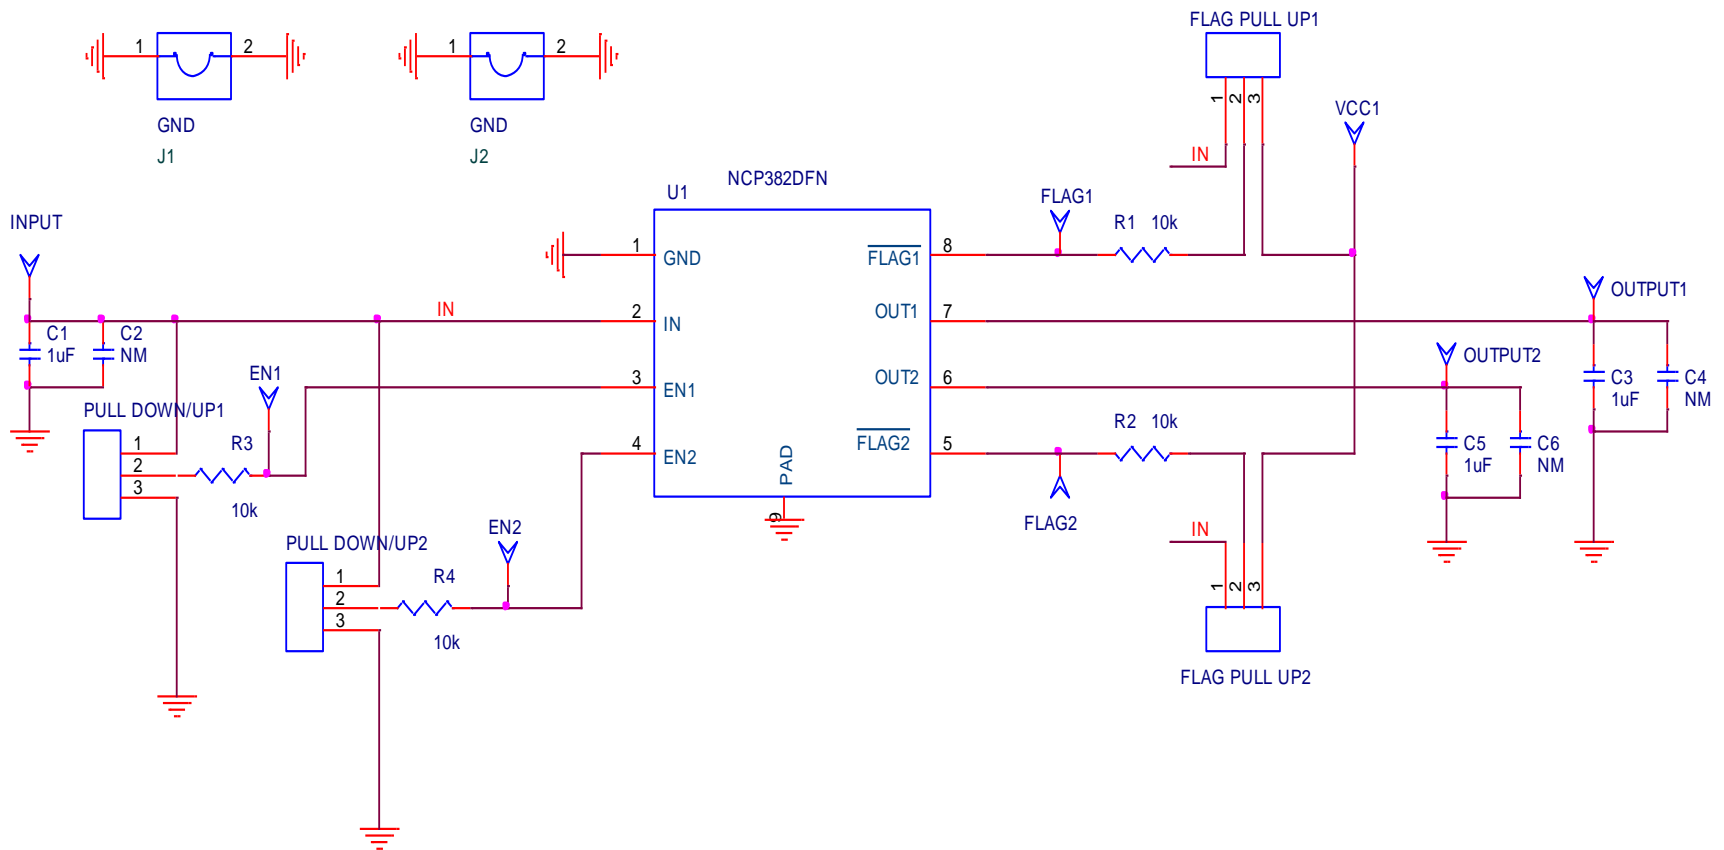 FLAG PULL UP1
1 2
1 2
1 2 3
VCC1
GND
GND
J1
J2
IN
NCP382DFN
U1
FLAG1
R1 10k
INPUT
1
GND
FLAG1
8
OUTPUT1
IN
2
IN
OUT1
7
C1
1uF
C2
NM
OUTPUT2
EN1
3
EN1
OUT2
6
C3
1uF
C4
NM
PULL DOWN/UP1
R2 10k
1
2
3
R3
10k
4
EN2
FLAG2
5
C5
1uF
C6
NM
PAD
9
EN2
FLAG2
IN
PULL DOWN/UP2
1
2
3
R4
10k
1 2 3
FLAG PULL UP2